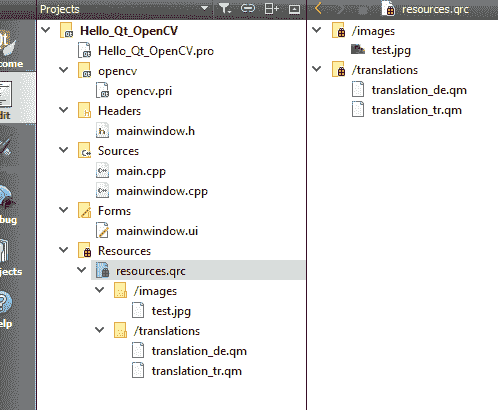 Projects
Hello_Qt_OpenCV
Hello_Qt_OpenCV.pro
opencv
opencv.pri
Headers
mainwindow.h
Sources
main.cpp
mainwindow.cpp
Forms
mainwindow.ui
Resources
resources.qrc
/images
test.jpg
/translations
translation_de.qm
translation_tr.qm
resources.qrc
/images
test.jpg
/translations
translation_de.qm
translation_tr.qm
Qt
come
dit
bug
jects
elp